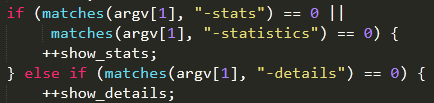 if (matches(argv[1], "-stats") == 0 ||
matches(argv[1], "-statistics") == 0) {
++show_stats;
} else if (matches(argv[1], "-details") == 0) {
++show_details;